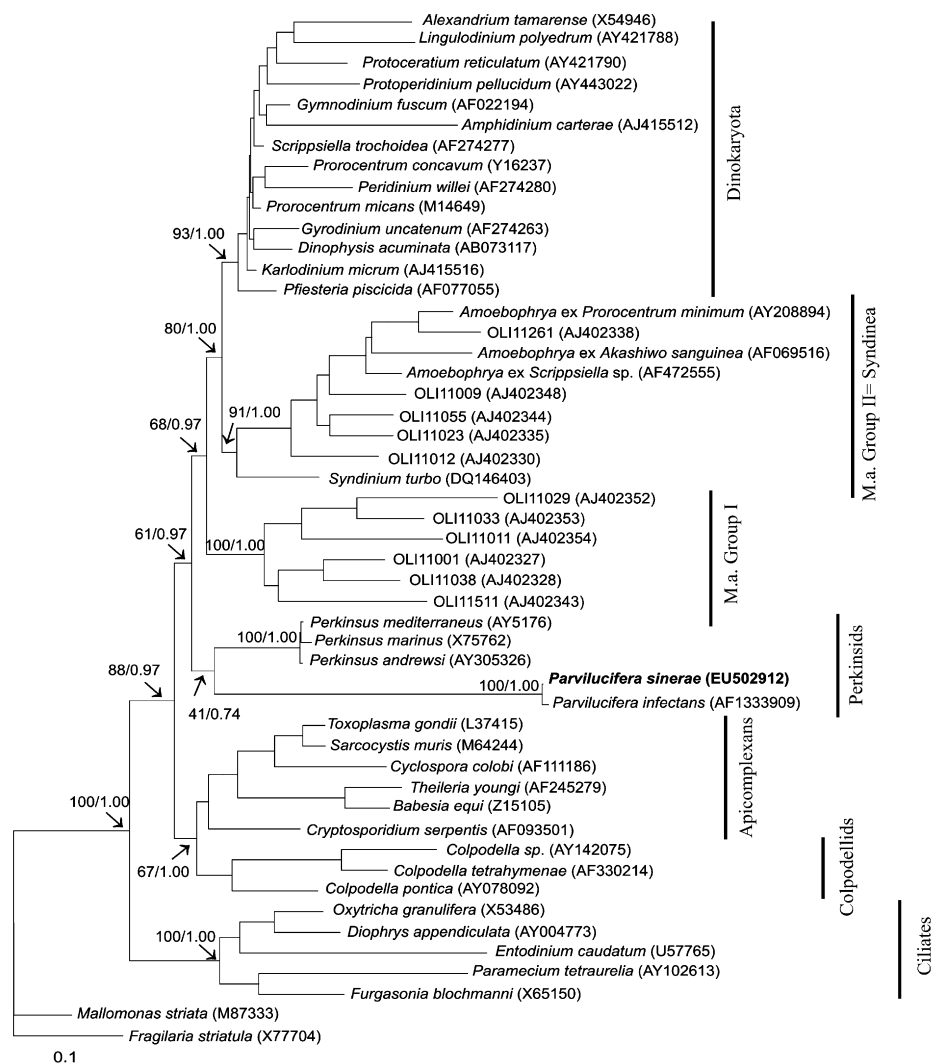 Alexandrium tamarense (X54946)
Lingulodinium polyedrum (AY421788)
Protoceratium reticulatum (AY421790)
Protoperidinium pellucidum (AY443022)
Gymnodinium fuscum (AF022194)
Amphidinium carterae (AJ415512)
Scrippsiella trochoidea (AF274277)
Prorocentrum concavum (Y16237)
Peridinium willei (AF274280)
Prorocentrum micans (M14649)
Gyrodinium uncatenum (AF274263)
Dinophysis acuminata (AB073117)
Karlodinium micrum (AJ415516)
Pfiesteria piscicida (AF077055)
Dinokaryota
93/1.00
80/1.00
Amoebophrya ex Prorocentrum minimum (AY208894)
OLI11261 (AJ402338)
Amoebophrya ex Akashiwo sanguinea (AF069516)
Amoebophrya ex Scrippsiella sp. (AF472555)
OLI11009 (AJ402348)
OLI11055 (AJ402344)
OLI11023 (AJ402335)
OLI11012 (AJ402330)
Syndinium turbo (DQ146403)
M.a. Group II= Syndinea
91/1.00
68/0.97
OLI11029 (AJ402352)
OLI11033 (AJ402353)
OLI11011 (AJ402354)
OLI11001 (AJ402327)
OLI11038 (AJ402328)
OLI11511 (AJ402343)
M.a. Group I
100/1.00
61/0.97
Perkinsus mediterraneus (AY5176)
Perkinsus marinus (X75762)
Perkinsus andrewsi (AY305326)
100/1.00
Parvilucifera sinerae (EU502912)
Parvilucifera infectans (AF1333909)
100/1.00
Perkinsids
88/0.97
41/0.74
Toxoplasma gondii (L37415)
Sarcocystis muris (M64244)
Cyclospora colobi (AF111186)
Theileria youngi (AF245279)
Babesia equi (Z15105)
Cryptosporidium serpentis (AF093501)
Apicomplexans
100/1.00
67/1.00
Colpodella sp. (AY142075)
Colpodella tetrahymenae (AF330214)
Colpodella pontica (AY078092)
Colpodellids
Oxytricha granulifera (X53486)
Diophrys appendiculata (AY004773)
Entodinium caudatum (U57765)
Paramecium tetraurelia (AY102613)
Furgasonia blochmanni (X65150)
Ciliates
100/1.00
Mallomonas striata (M87333)
Fragilaria striatula (X77704)
0.1